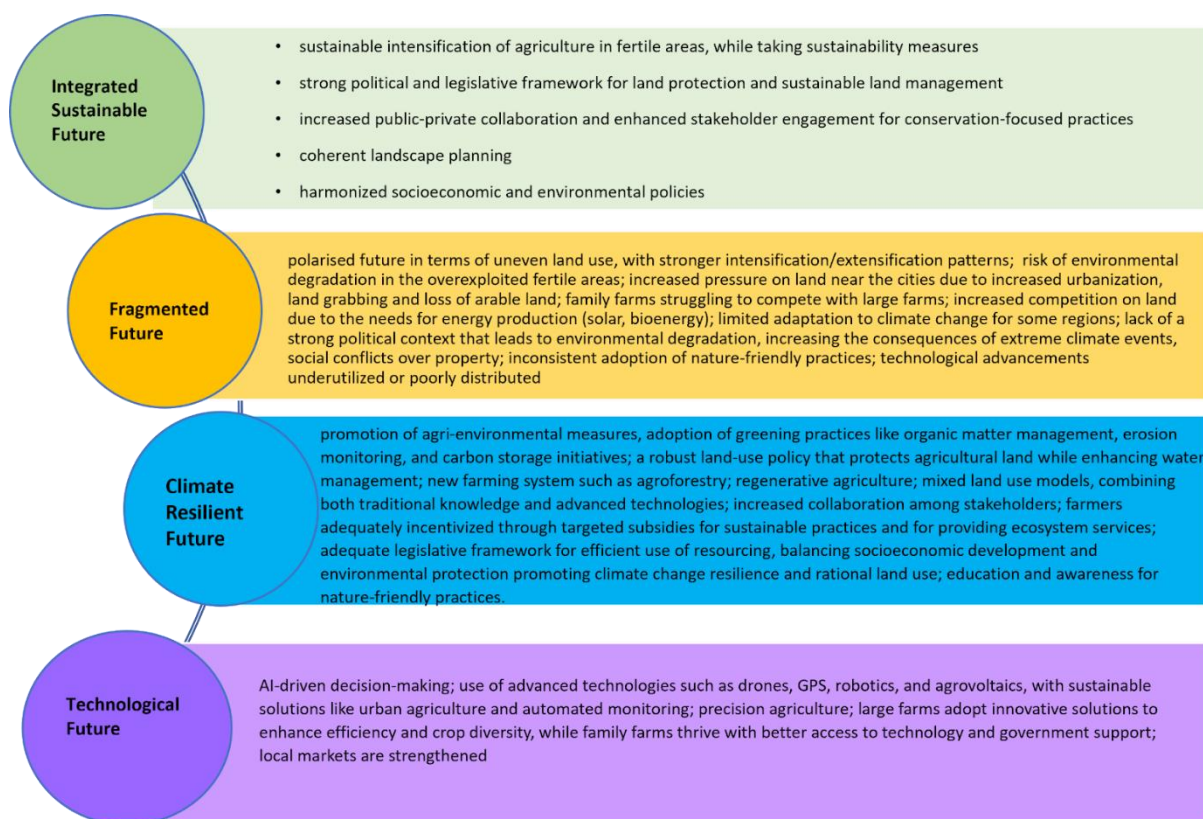 Integrated
Sustainable
Future
• sustainable intensification of agriculture in fertile areas, while taking sustainability measures
• strong political and legislative framework for land protection and sustainable land management
• increased public-private collaboration and enhanced stakeholder engagement for conservation-focused practices
• coherent landscape planning
• harmonized socioeconomic and environmental policies
Fragmented
Future
polarised future in terms of uneven land use, with stronger intensification/extensification patterns; risk of environmental
degradation in the overexploited fertile areas; increased pressure on land near the cities due to increased urbanization,
land grabbing and loss of arable land; family farms struggling to compete with large farms; increased competition on land
due to the needs for energy production (solar, bioenergy); limited adaptation to climate change for some regions; lack of a
strong political context that leads to environmental degradation, increasing the consequences of extreme climate events,
social conflicts over property; inconsistent adoption of nature-friendly practices; technological advancements
underutilized or poorly distributed
Climate
Resilient
Future
promotion of agri-environmental measures, adoption of greening practices like organic matter management, erosion
monitoring, and carbon storage initiatives; a robust land-use policy that protects agricultural land while enhancing water
management; new farming system such as agroforestry; regenerative agriculture; mixed land use models, combining
both traditional knowledge and advanced technologies; increased collaboration among stakeholders; farmers
adequately incentivized through targeted subsidies for sustainable practices and for providing ecosystem services;
adequate legislative framework for efficient use of resourcing, balancing socioeconomic development and
environmental protection promoting climate change resilience and rational land use; education and awareness for
nature-friendly practices.
Technological
Future
AI-driven decision-making; use of advanced technologies such as drones, GPS, robotics, and agrovoltaics, with sustainable
solutions like urban agriculture and automated monitoring; precision agriculture; large farms adopt innovative solutions to
enhance efficiency and crop diversity, while family farms thrive with better access to technology and government support;
local markets are strengthened